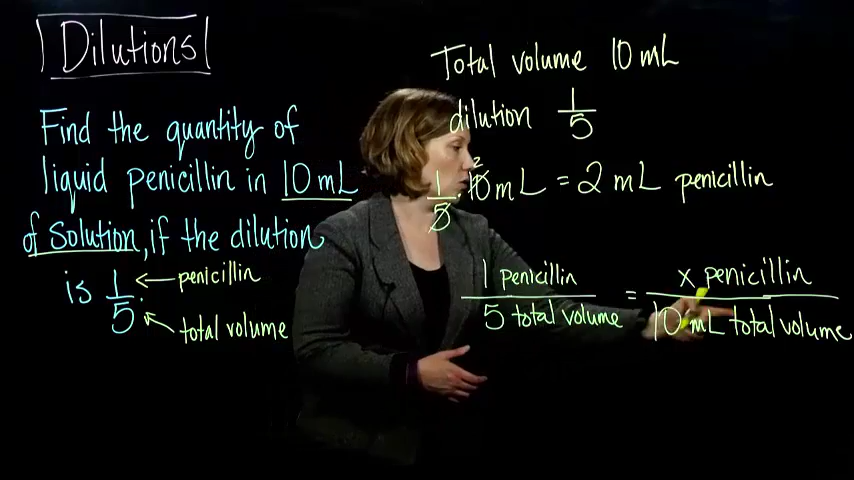 Dilutions
Find the quantity of
liquid penicillin in 10 mL
of solution, if the dilution
is 1/5.
← penicillin
← total volume
Total volume 10 mL
dilution 1/5
1/5 · 10 mL = 2 mL penicillin
2
1 penicillin / 5 total volume = x penicillin / 10 mL total volume